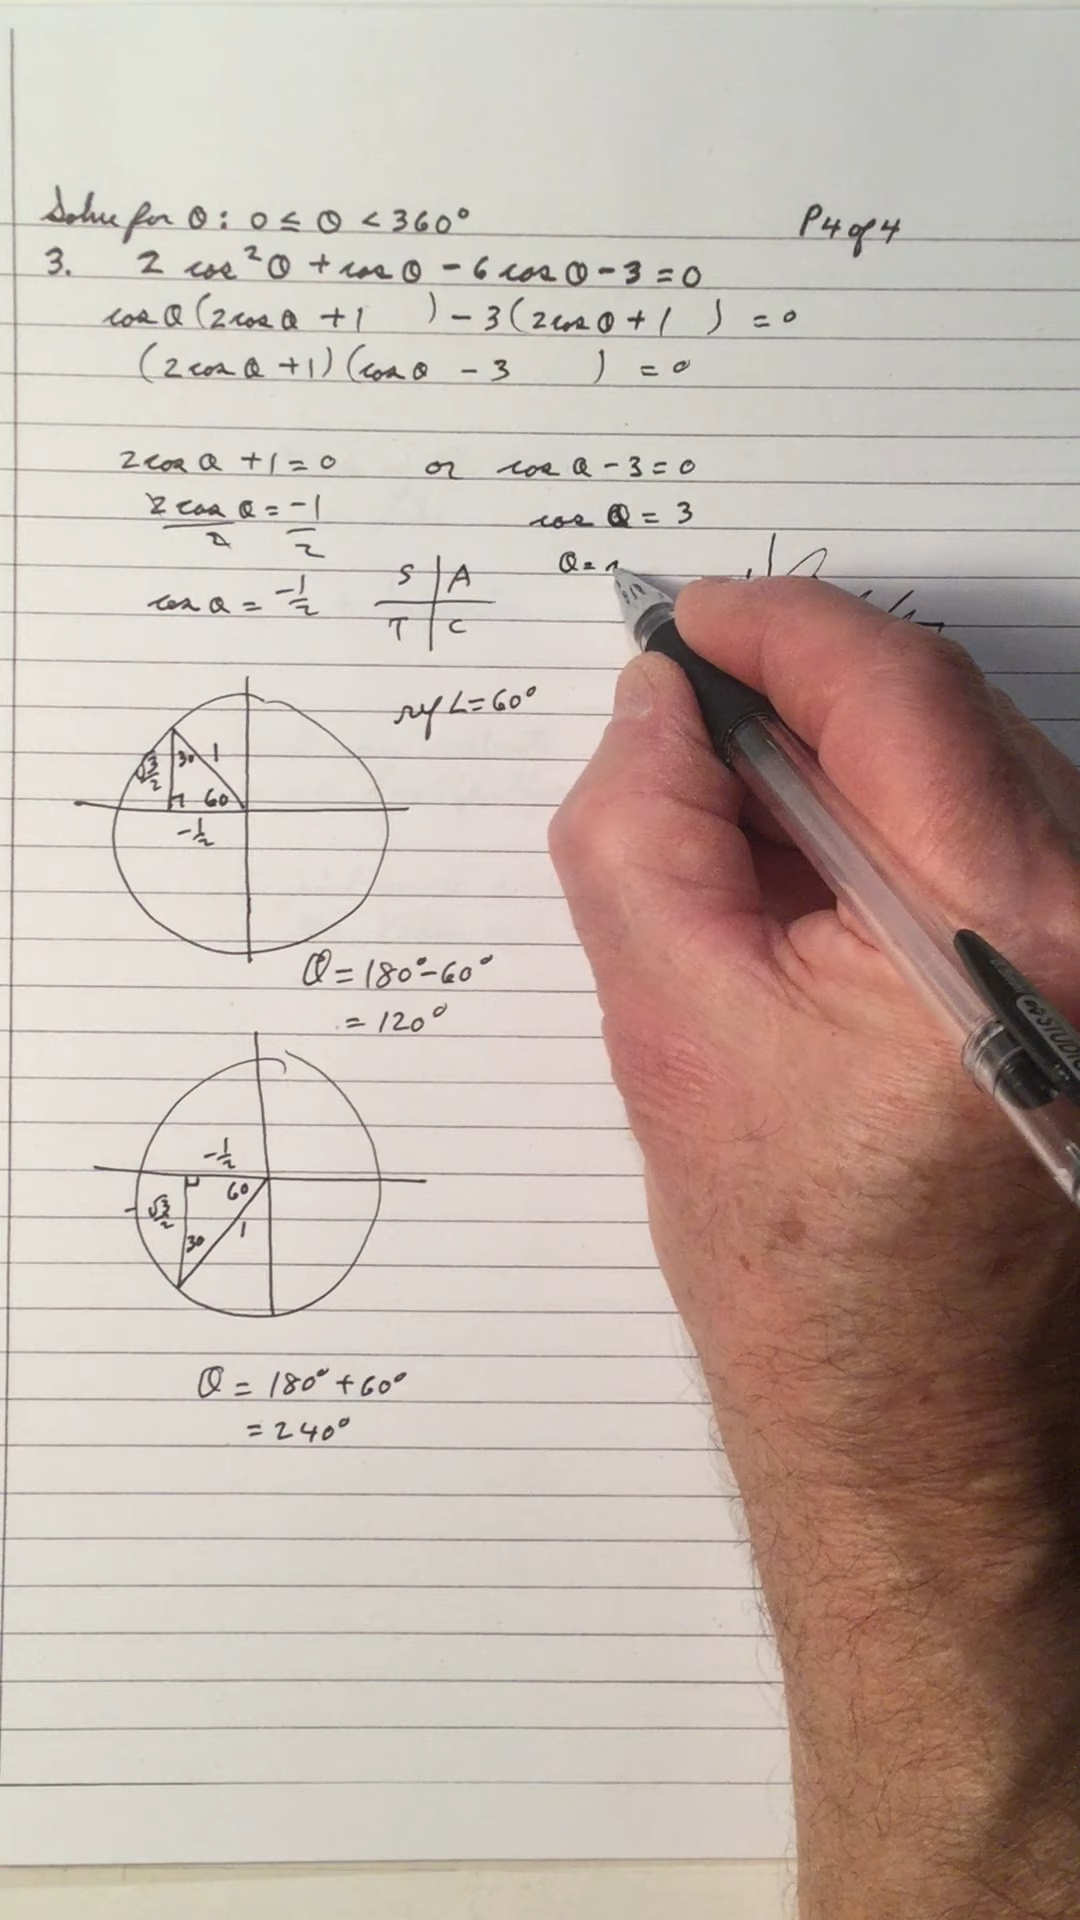 Solve for θ: 0 ≤ θ < 360°
P4 of 4
3. 2 cos²θ + cos θ - 6 cos θ - 3 = 0
cos θ (2cos θ + 1 ) - 3 (2cos θ + 1 ) = 0
(2cos θ + 1) (cos θ - 3 ) = 0
2cos θ + 1 = 0 or cos θ - 3 = 0
2 cos θ / 2 = -1 / 2
cos θ = 3
θ =
cos θ = -1/2
S A
T C
ref ∠ = 60°
√3/2 30 1
60
-1/2
θ = 180° - 60°
= 120°
-1/2
60
- √3/2 1
30
θ = 180° + 60°
= 240°
STUDIO